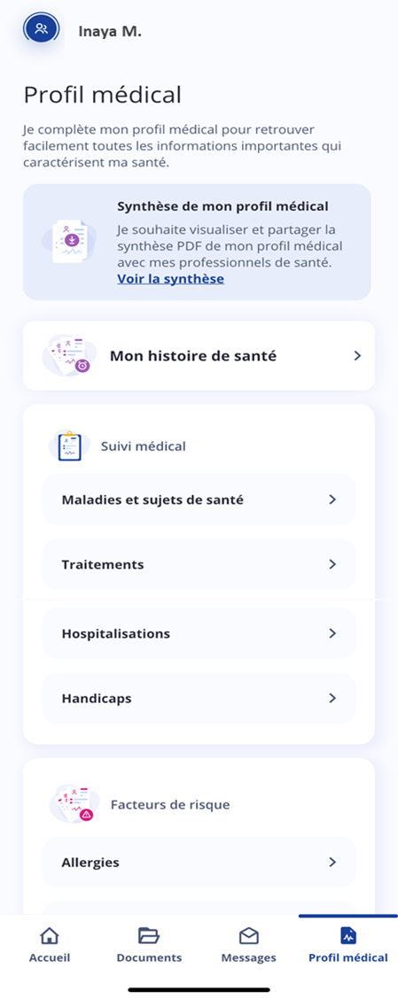 Inaya M.
Profil médical
Je complète mon profil médical pour retrouver
facilement toutes les informations importantes qui
caractérisent ma santé.
Synthèse de mon profil médical
Je souhaite visualiser et partager la
synthèse PDF de mon profil médical
avec mes professionnels de santé.
Voir la synthèse
Mon histoire de santé
Suivi médical
Maladies et sujets de santé
Traitements
Hospitalisations
Handicaps
Facteurs de risque
Allergies
Accueil
Documents
Messages
Profil médical